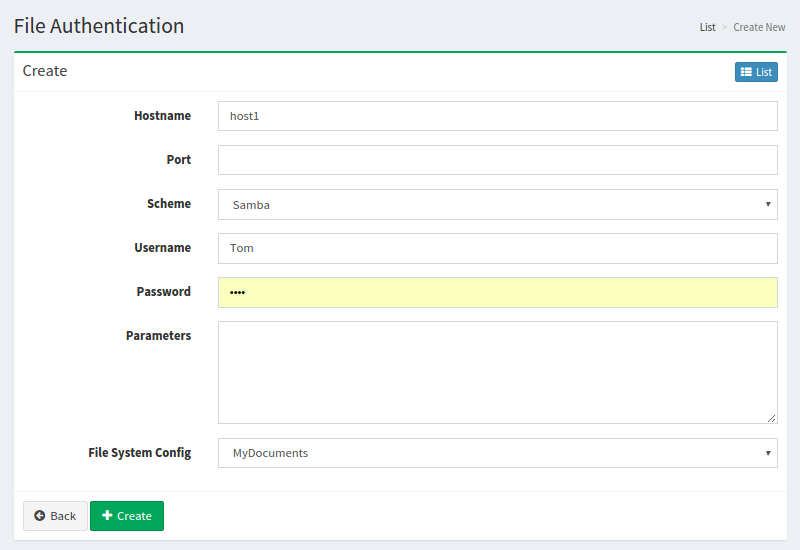 File Authentication
List > Create New
Create
List
Hostname host1
Port
Scheme Samba
Username Tom
Password ••••
Parameters
File System Config MyDocuments
Back Create